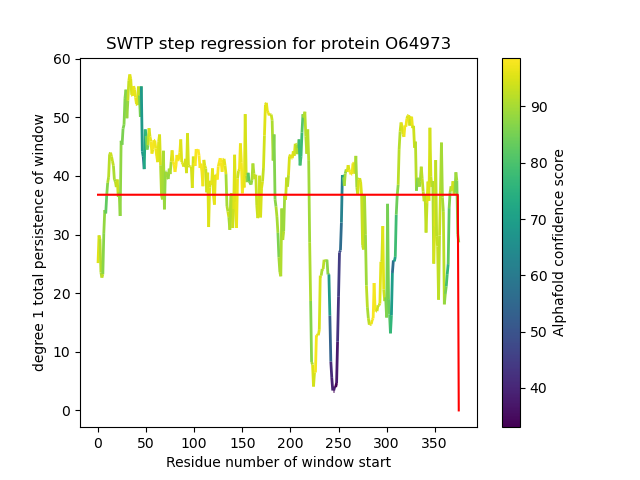 SWTP step regression for protein O64973
degree 1 total persistence of window
60
50
40
30
20
10
0
0 50 100 150 200 250 300 350
Residue number of window start
90
80
70
60
50
40
Alphafold confidence score